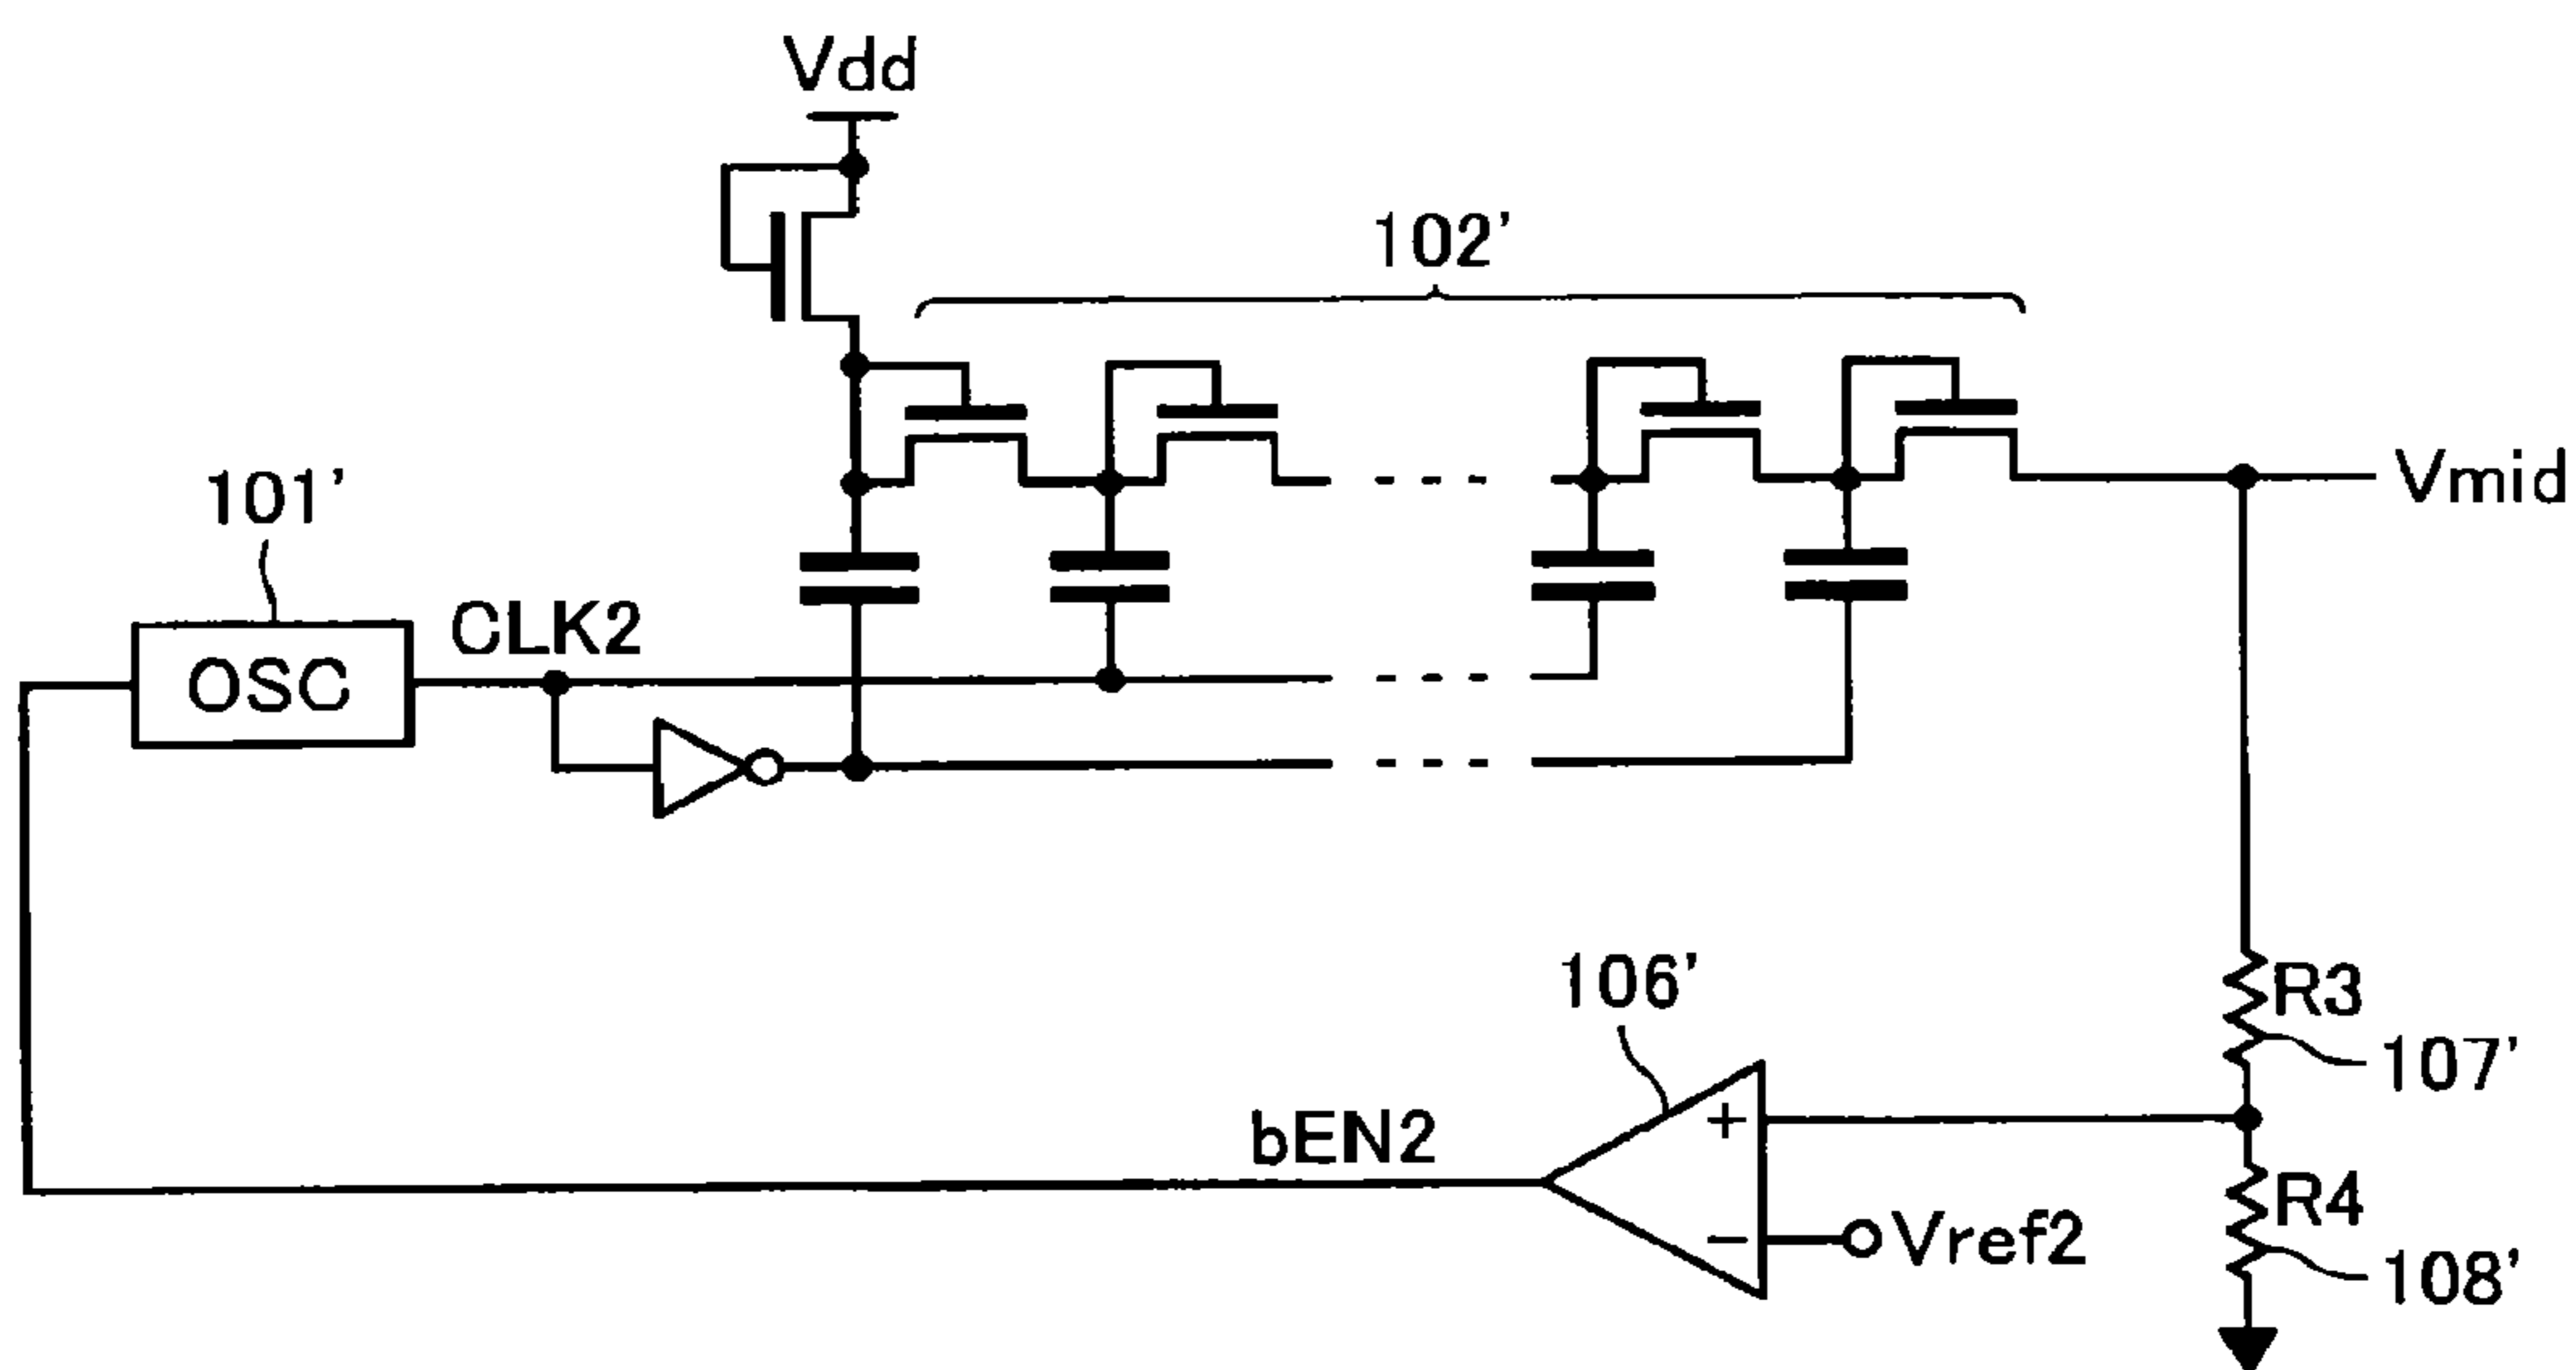 Vdd
102'
101'
Vmid
CLK2
OSC
106'
R3
107'
bEN2
+
R4
−
Vref2
108'